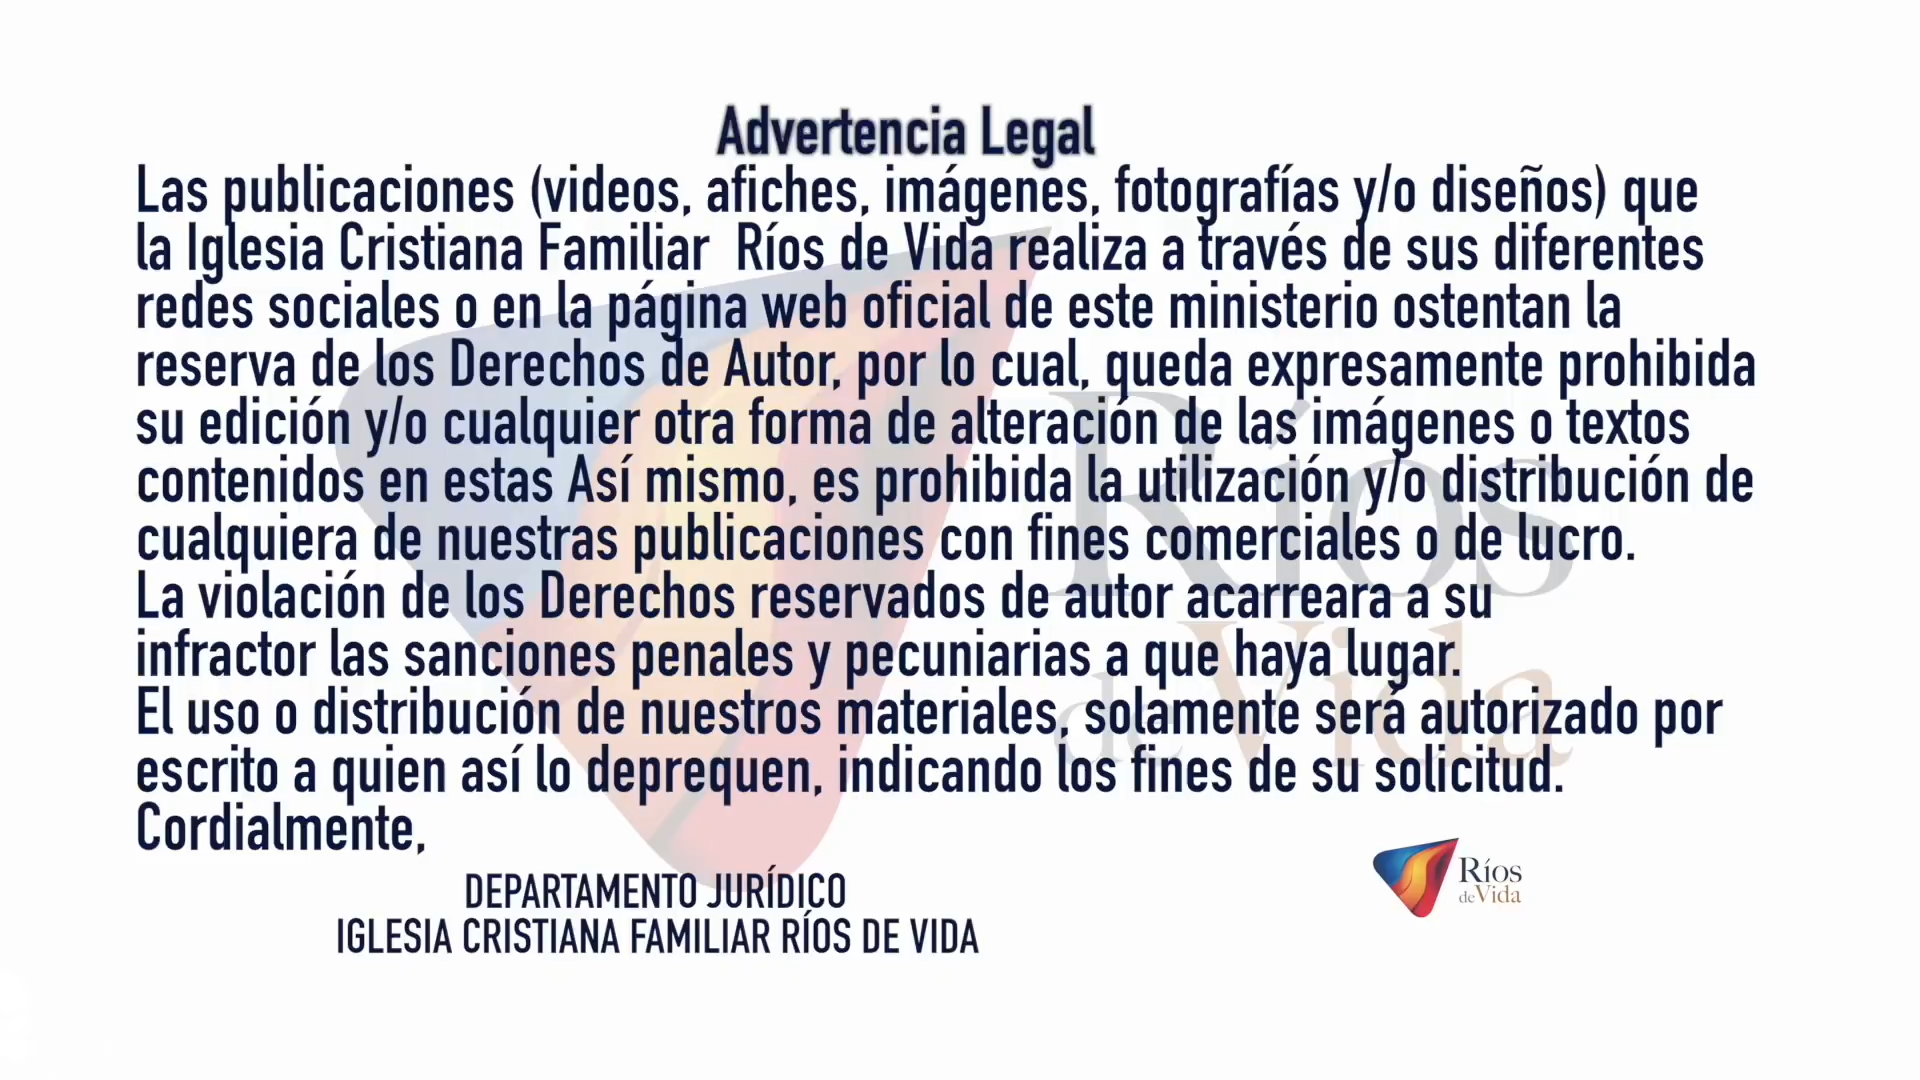 Advertencia Legal
Las publicaciones (videos, afiches, imágenes, fotografías y/o diseños) que
la Iglesia Cristiana Familiar Ríos de Vida realiza a través de sus diferentes
redes sociales o en la página web oficial de este ministerio ostentan la
reserva de los Derechos de Autor, por lo cual, queda expresamente prohibida
su edición y/o cualquier otra forma de alteración de las imágenes o textos
contenidos en estas Así mismo, es prohibida la utilización y/o distribución de
cualquiera de nuestras publicaciones con fines comerciales o de lucro.
La violación de los Derechos reservados de autor acarreara a su
infractor las sanciones penales y pecuniarias a que haya lugar.
El uso o distribución de nuestros materiales, solamente será autorizado por
escrito a quien así lo deprequen, indicando los fines de su solicitud.
Cordialmente,
DEPARTAMENTO JURÍDICO
IGLESIA CRISTIANA FAMILIAR RÍOS DE VIDA
Ríos
de Vida
Ríos
de Vida